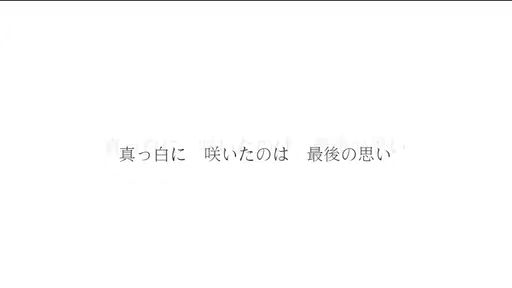 真っ白に　咲いたのは　最後の思い